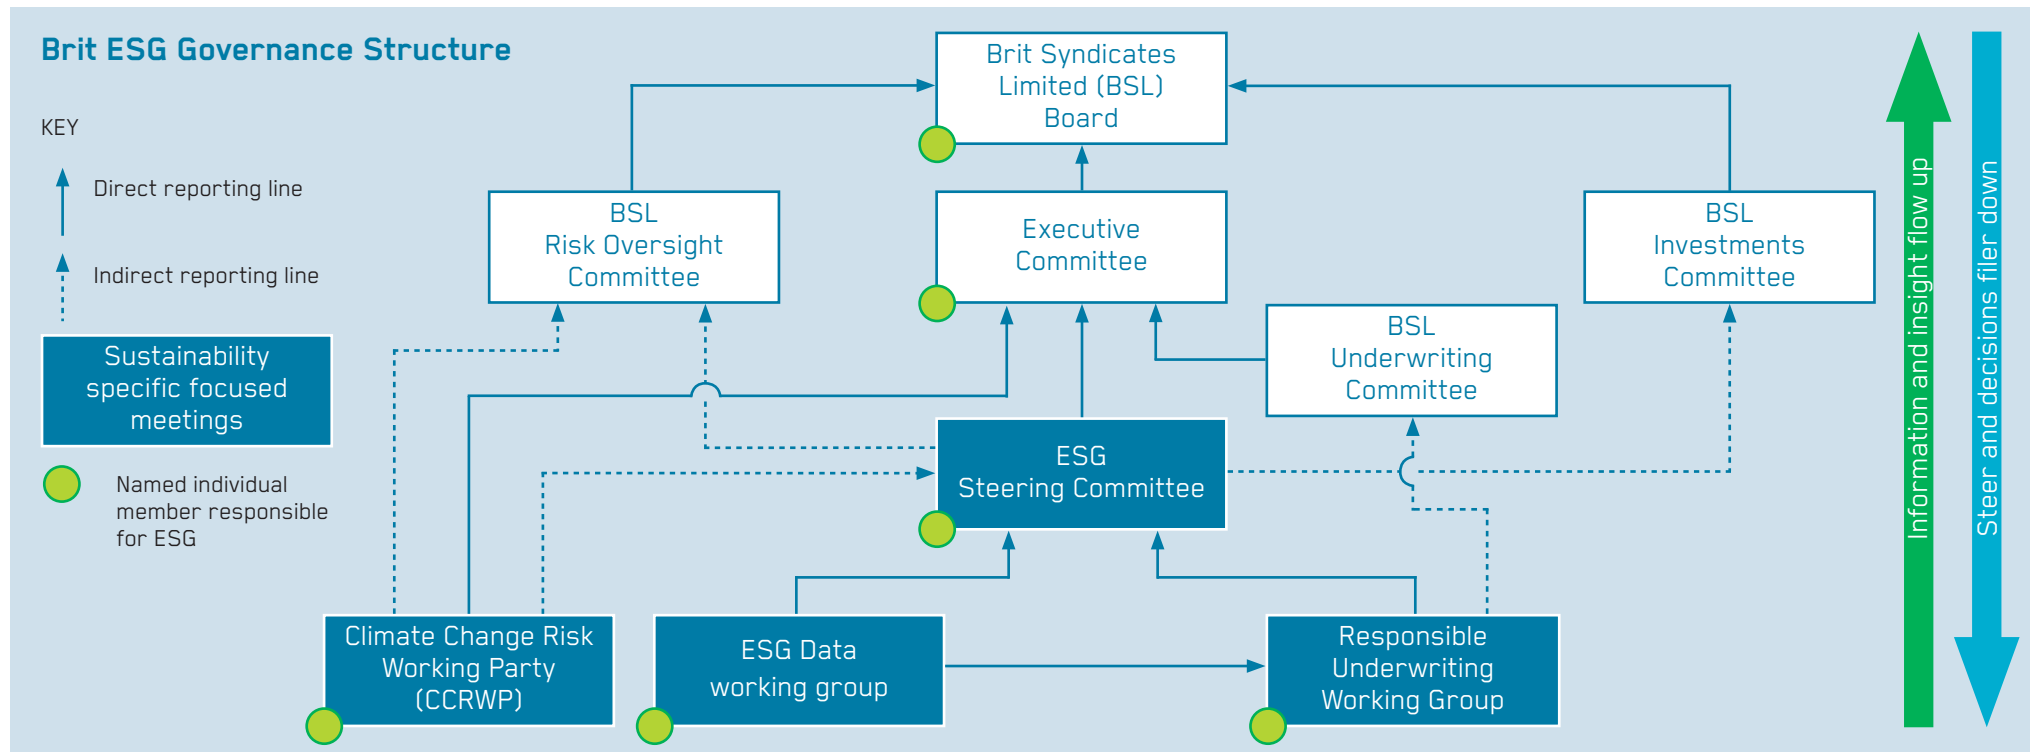 Brit ESG Governance Structure
KEY
Direct reporting line
Indirect reporting line
Sustainability
specific focused
meetings
Named individual
member responsible
for ESG
Brit Syndicates
Limited (BSL)
Board
BSL
Risk Oversight
Committee
Executive
Committee
BSL
Investments
Committee
BSL
Underwriting
Committee
ESG
Steering Committee
Climate Change Risk
Working Party
(CCRWP)
ESG Data
working group
Responsible
Underwriting
Working Group
Information and insight flow up
Steer and decisions filer down